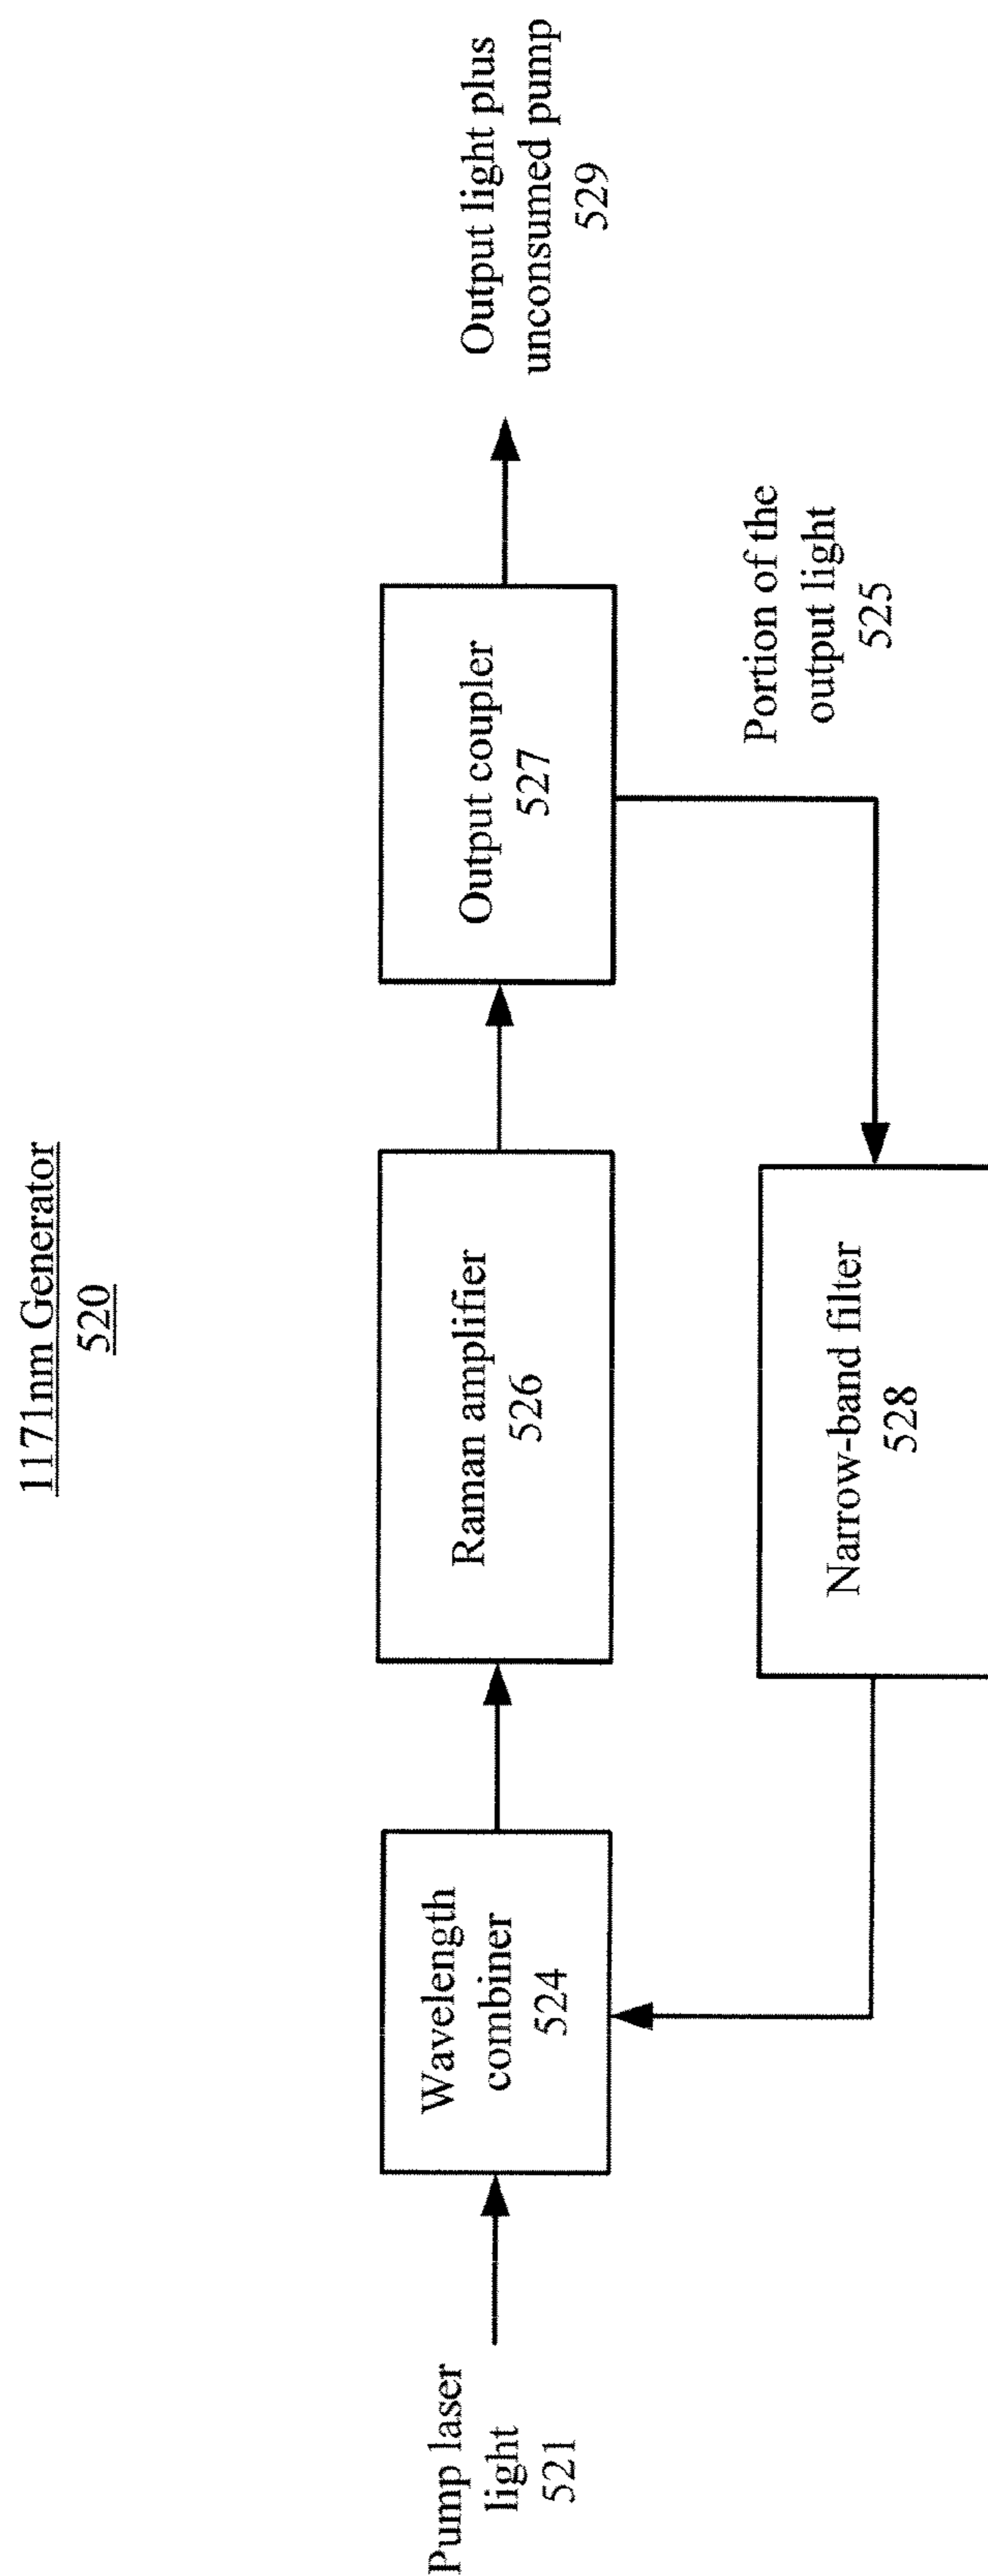 1171nm Generator
520
Pump laser
light
521
Wavelength
combiner
524
Raman amplifier
526
Output coupler
527
Output light plus
unconsumed pump
529
Portion of the
output light
525
Narrow-band filter
528